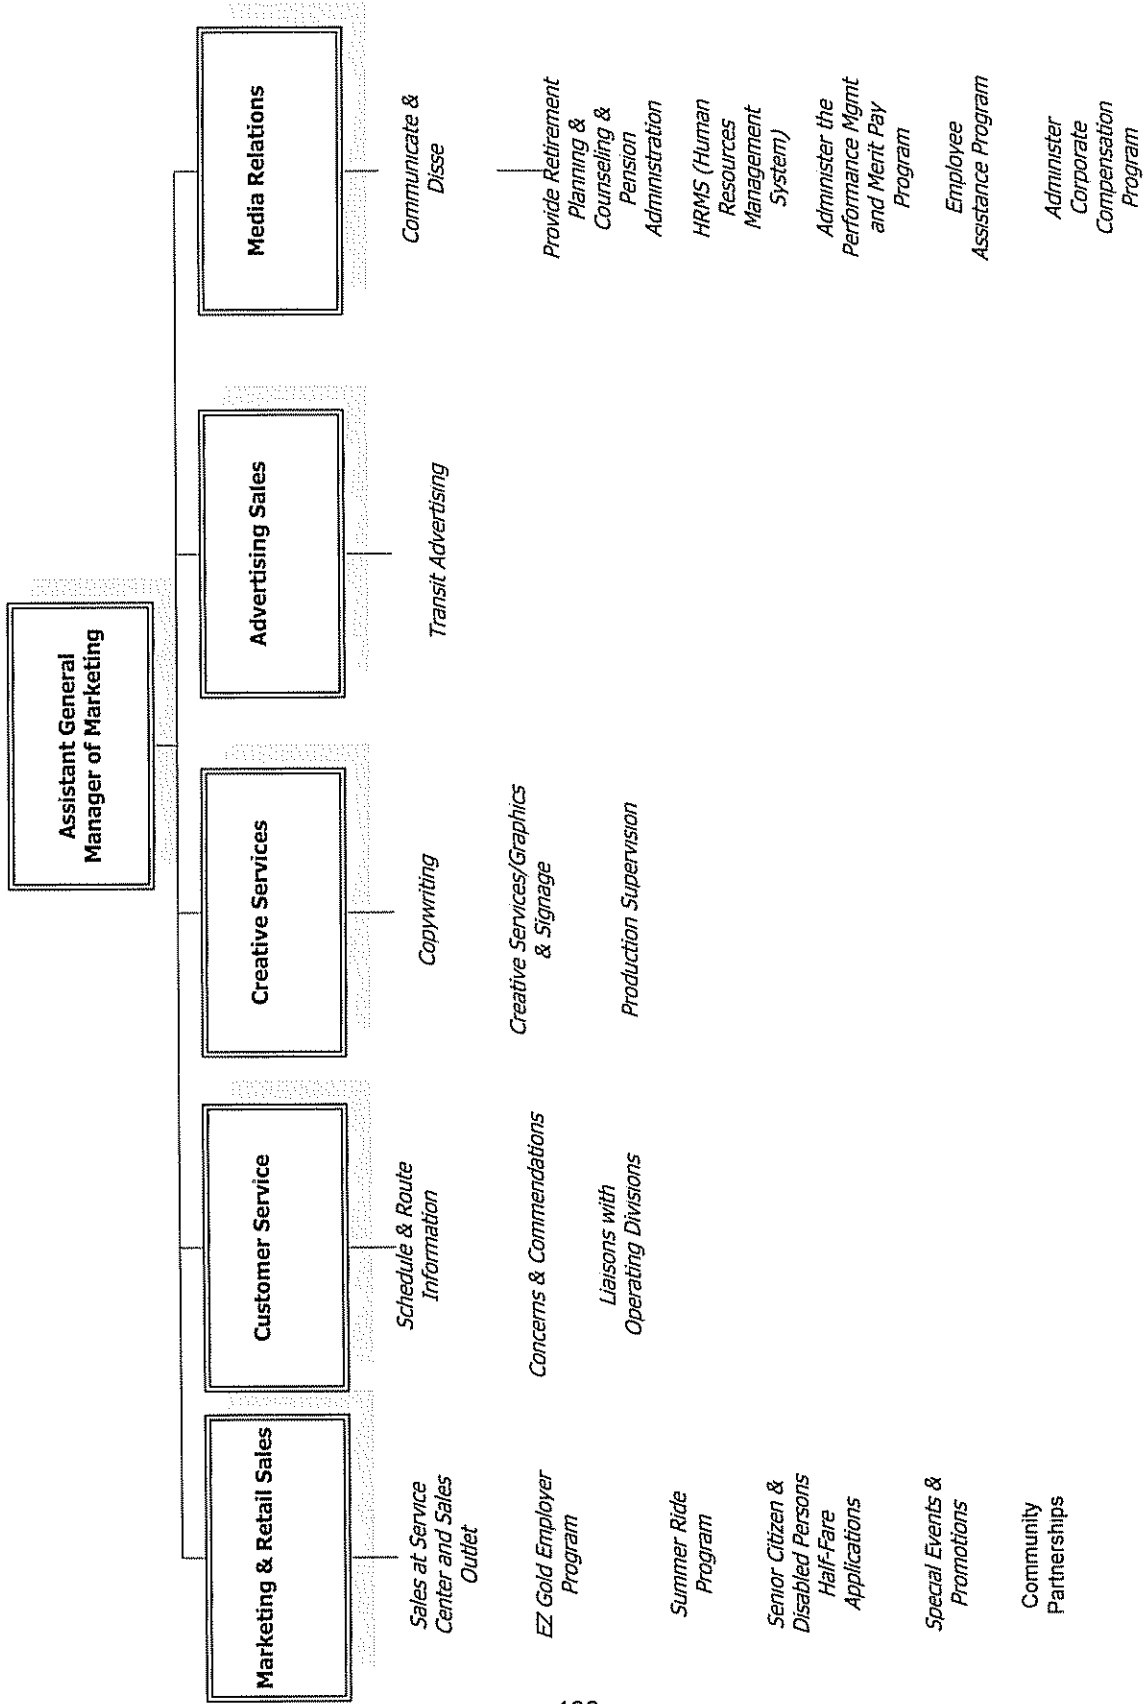 Assistant General
Manager of Marketing
Marketing & Retail Sales
Sales at Service
Center and Sales
Outlet
EZ Gold Employer
Program
Summer Ride
Program
Senior Citizen &
Disabled Persons
Half-Fare
Applications
Special Events &
Promotions
Community
Partnerships
Customer Service
Schedule & Route
Information
Concerns & Commendations
Liaisons with
Operating Divisions
Creative Services
Copywriting
Creative Services/Graphics
& Signage
Production Supervision
Advertising Sales
Transit Advertising
Media Relations
Communicate &
Disse
Provide Retirement
Planning &
Counseling &
Pension
Administration
HRMS (Human
Resources
Management
System)
Administer the
Performance Mgmt
and Merit Pay
Program
Employee
Assistance Program
Administer
Corporate
Compensation
Program